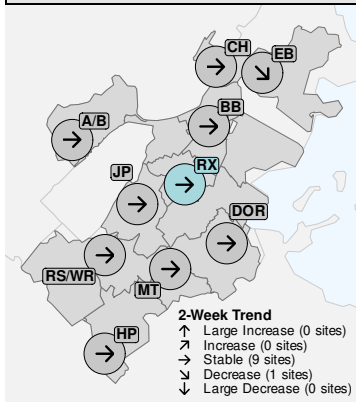 CH
EB
BB
A/B
RX
JP
DOR
RS/WR
MT
HP
2-Week Trend
↑ Large Increase (0 sites)
↗ Increase (0 sites)
→ Stable (9 sites)
↘ Decrease (1 sites)
↓ Large Decrease (0 sites)